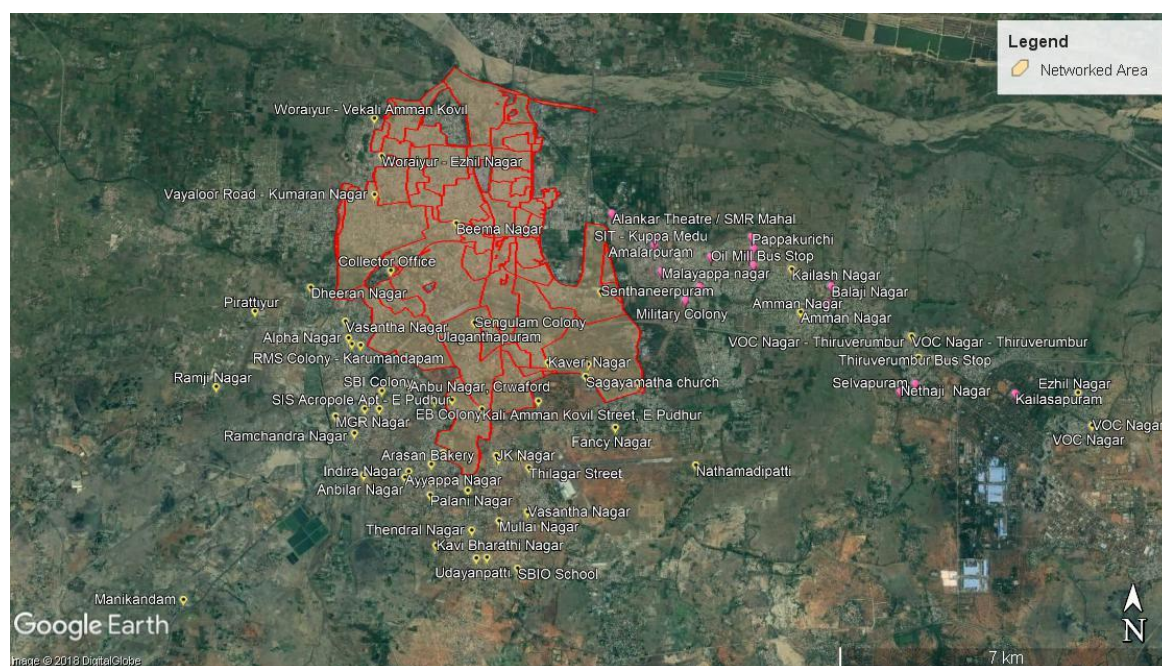 Legend
Networked Area
Woraiyur - Vekali Amman Kovil
Woraiyur - Ezhil Nagar
Vayaloor Road - Kumaran Nagar
Beema Nagar
Alankar Theatre / SMR Mahal
SIT - Kuppa Medu
Pappakurichi
Amalarpuram
Oil Mill Bus Stop
Collector Office
Malayappa nagar
Kailash Nagar
Dheeran Nagar
Senthaneerpuram
Balaji Nagar
Military Colony
Amman Nagar
Amman Nagar
Pirattiyur
Vasantha Nagar
Sengulam Colony
Alpha Nagar
Ulaganthapuram
VOC Nagar - Thiruverumbur
VOC Nagar - Thiruverumbur
RMS Colony - Karumandapam
Kaveri Nagar
Thiruverumbur Bus Stop
Ramji Nagar
SBI Colony
Anbu Nagar, Crwaford
Sagayamatha church
Selvapuram
Nethaji Nagar
Ezhil Nagar
Kailasapuram
SIS Acropole Apt - E Pudhur
EB Colony
Kali Amman Kovil Street, E Pudhur
MGR Nagar
Ramchandra Nagar
Fancy Nagar
VOC Nagar
VOC Nagar
Arasan Bakery
JK Nagar
Indira Nagar
Thilagar Street
Nathamadipatti
Ayyappa Nagar
Anbilar Nagar
Palani Nagar
Vasantha Nagar
Mullai Nagar
Thendral Nagar
Kavi Bharathi Nagar
Udayanpatti
SBIO School
Manikandam
Google Earth
Image © 2018 DigitalGlobe
N
7 km